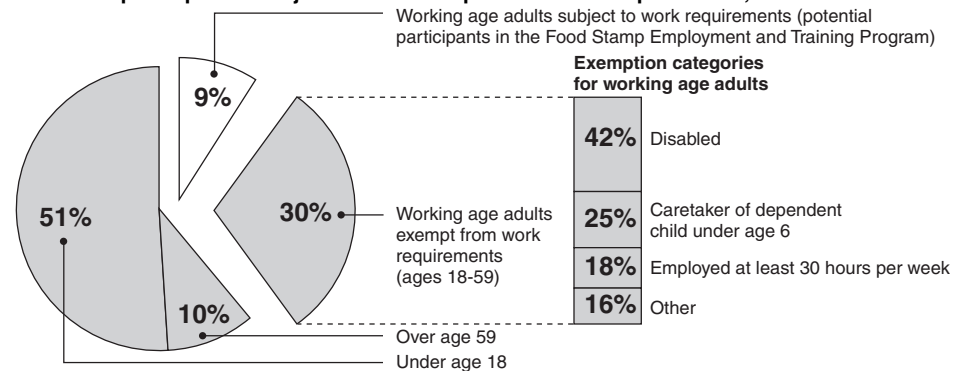 Working age adults subject to work requirements (potential
participants in the Food Stamp Employment and Training Program)
Exemption categories
for working age adults
9%
42% Disabled
51%
30%
Working age adults
exempt from work
requirements
(ages 18-59)
25% Caretaker of dependent
child under age 6
18% Employed at least 30 hours per week
16% Other
10%
Over age 59
Under age 18